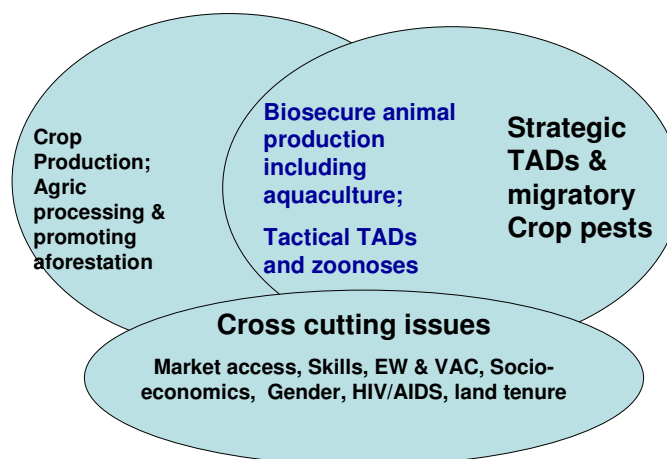 Crop
Production;
Agric
processing &
promoting
aforestation
Biosecure animal
production
including
aquaculture;
Tactical TADs
and zoonoses
Strategic
TADs &
migratory
Crop pests
Cross cutting issues
Market access, Skills, EW & VAC, Socio-
economics, Gender, HIV/AIDS, land tenure